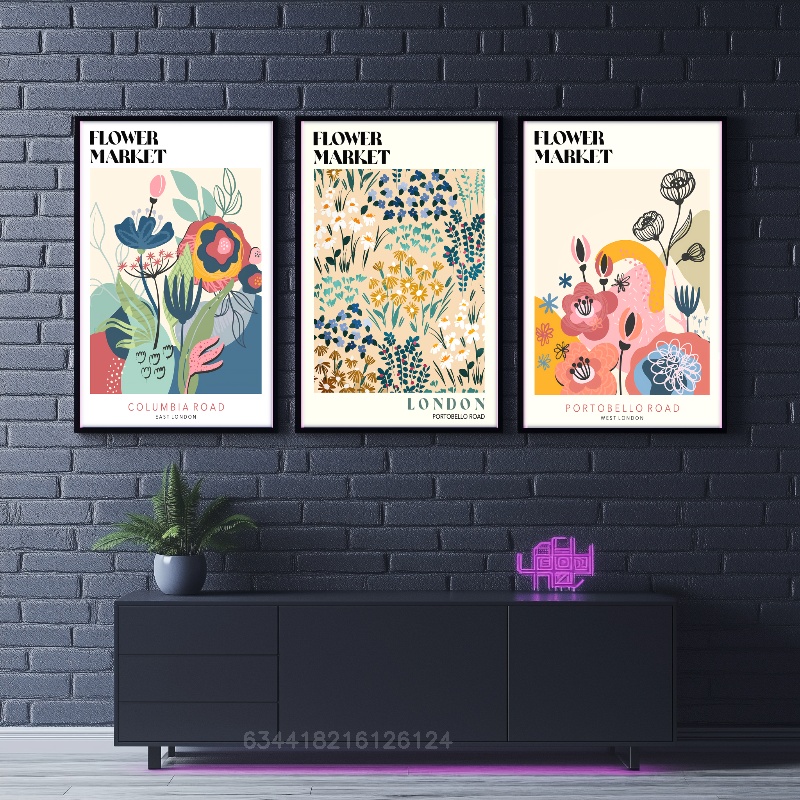 FLOWER
MARKET
COLUMBIA ROAD
EAST LONDON
FLOWER
MARKET
LONDON
PORTOBELLO ROAD
FLOWER
MARKET
PORTOBELLO ROAD
WEST LONDON
634418216126124